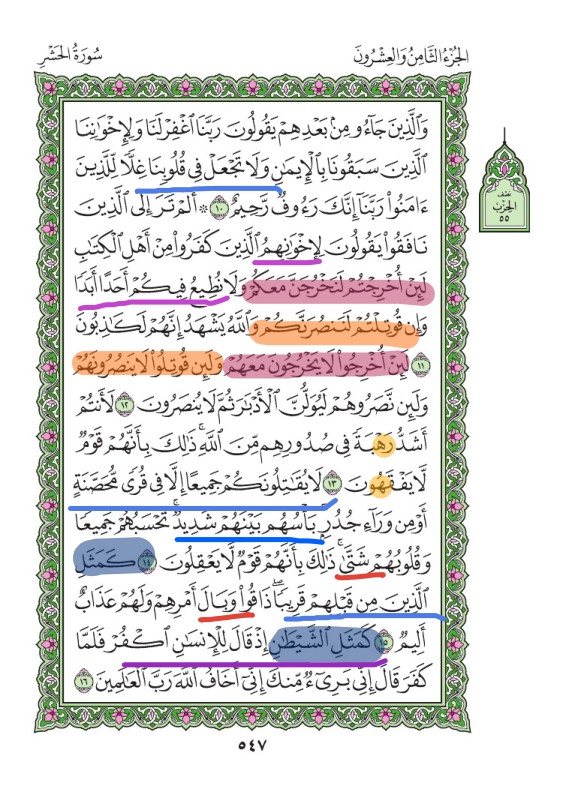 الجُزْءُ الثَّامِنُ وَالعِشْرُونَ
سُورَةُ الحَشْرِ
وَٱلَّذِينَ جَآءُو مِنۢ بَعْدِهِمْ يَقُولُونَ رَبَّنَا ٱغْفِرْ لَنَا وَلِإِخْوَٰنِنَا
ٱلَّذِينَ سَبَقُونَا بِٱلْإِيمَٰنِ وَلَا تَجْعَلْ فِي قُلُوبِنَا غِلًّا لِّلَّذِينَ
ءَامَنُوا۟ رَبَّنَآ إِنَّكَ رَءُوفٌ رَّحِيمٌ ١٠ ۞ أَلَمْ تَرَ إِلَى ٱلَّذِينَ
نَافَقُوا۟ يَقُولُونَ لِإِخْوَٰنِهِمُ ٱلَّذِينَ كَفَرُوا۟ مِنْ أَهْلِ ٱلْكِتَٰبِ
لَئِنْ أُخْرِجْتُمْ لَنَخْرُجَنَّ مَعَكُمْ وَلَا نُطِيعُ فِيكُمْ أَحَدًا أَبَدًا
وَإِن قُوتِلْتُمْ لَنَنصُرَنَّكُمْ وَٱللَّهُ يَشْهَدُ إِنَّهُمْ لَكَٰذِبُونَ
١١ لَئِنْ أُخْرِجُوا۟ لَا يَخْرُجُونَ مَعَهُمْ وَلَئِن قُوتِلُوا۟ لَا يَنصُرُونَهُمْ
وَلَئِن نَّصَرُوهُمْ لَيُوَلُّنَّ ٱلْأَدْبَٰرَ ثُمَّ لَا يُنصَرُونَ ١٢ لَأَنتُمْ
أَشَدُّ رَهْبَةً فِي صُدُورِهِم مِّنَ ٱللَّهِ ۚ ذَٰلِكَ بِأَنَّهُمْ قَوْمٌ
لَّا يَفْقَهُونَ ١٣ لَا يُقَٰتِلُونَكُمْ جَمِيعًا إِلَّا فِي قُرًى مُّحَصَّنَةٍ
أَوْ مِن وَرَآءِ جُدُرٍۭ ۚ بَأْسُهُم بَيْنَهُمْ شَدِيدٌ ۚ تَحْسَبُهُمْ جَمِيعًا
وَقُلُوبُهُمْ شَتَّىٰ ۚ ذَٰلِكَ بِأَنَّهُمْ قَوْمٌ لَّا يَعْقِلُونَ ١٤ كَمَثَلِ
ٱلَّذِينَ مِن قَبْلِهِمْ قَرِيبًا ۖ ذَاقُوا۟ وَبَالَ أَمْرِهِمْ وَلَهُمْ عَذَابٌ
أَلِيمٌ ١٥ كَمَثَلِ ٱلشَّيْطَٰنِ إِذْ قَالَ لِلْإِنسَٰنِ ٱكْفُرْ فَلَمَّا
كَفَرَ قَالَ إِنِّي بَرِيٓءٌ مِّنكَ إِنِّيٓ أَخَافُ ٱللَّهَ رَبَّ ٱلْعَٰلَمِينَ ١٦
نصف
الحزب
٥٥
٥٤٧